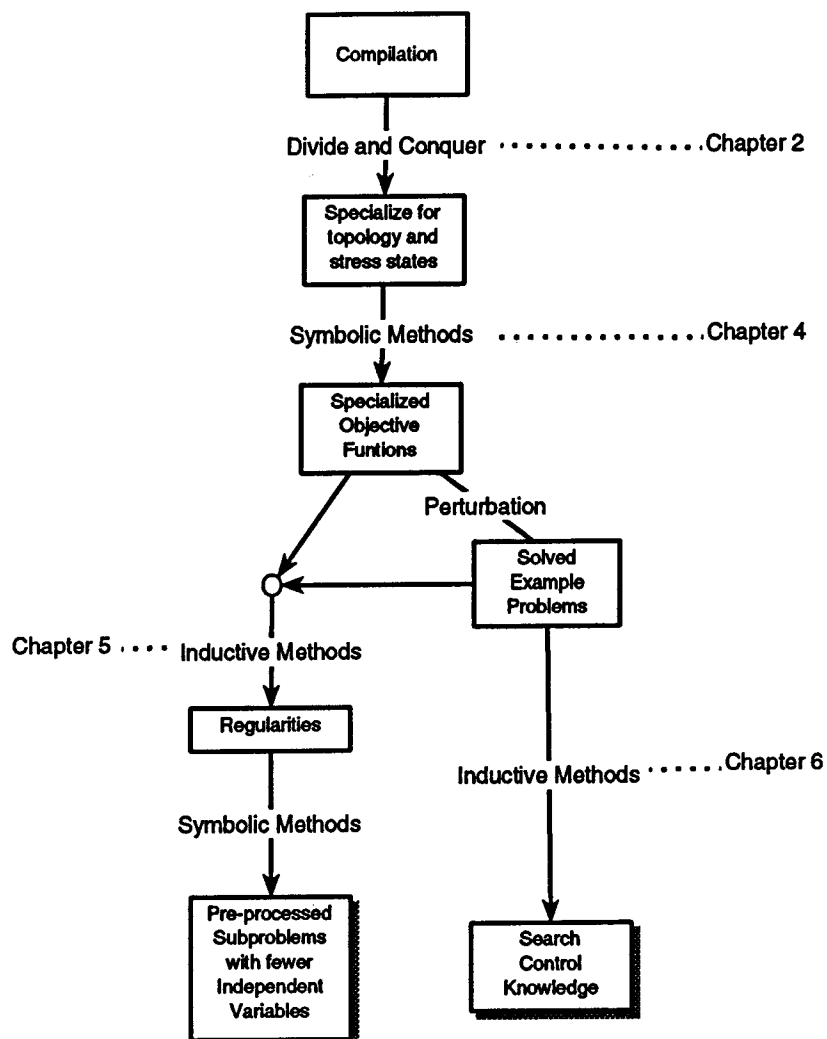 Compilation
Divide and Conquer
Chapter 2
Specialize for
topology and
stress states
Symbolic Methods
Chapter 4
Specialized
Objective
Funtions
Perturbation
Solved
Example
Problems
Chapter 5
Inductive Methods
Regularities
Inductive Methods
Chapter 6
Symbolic Methods
Pre-processed
Subproblems
with fewer
Independent
Variables
Search
Control
Knowledge